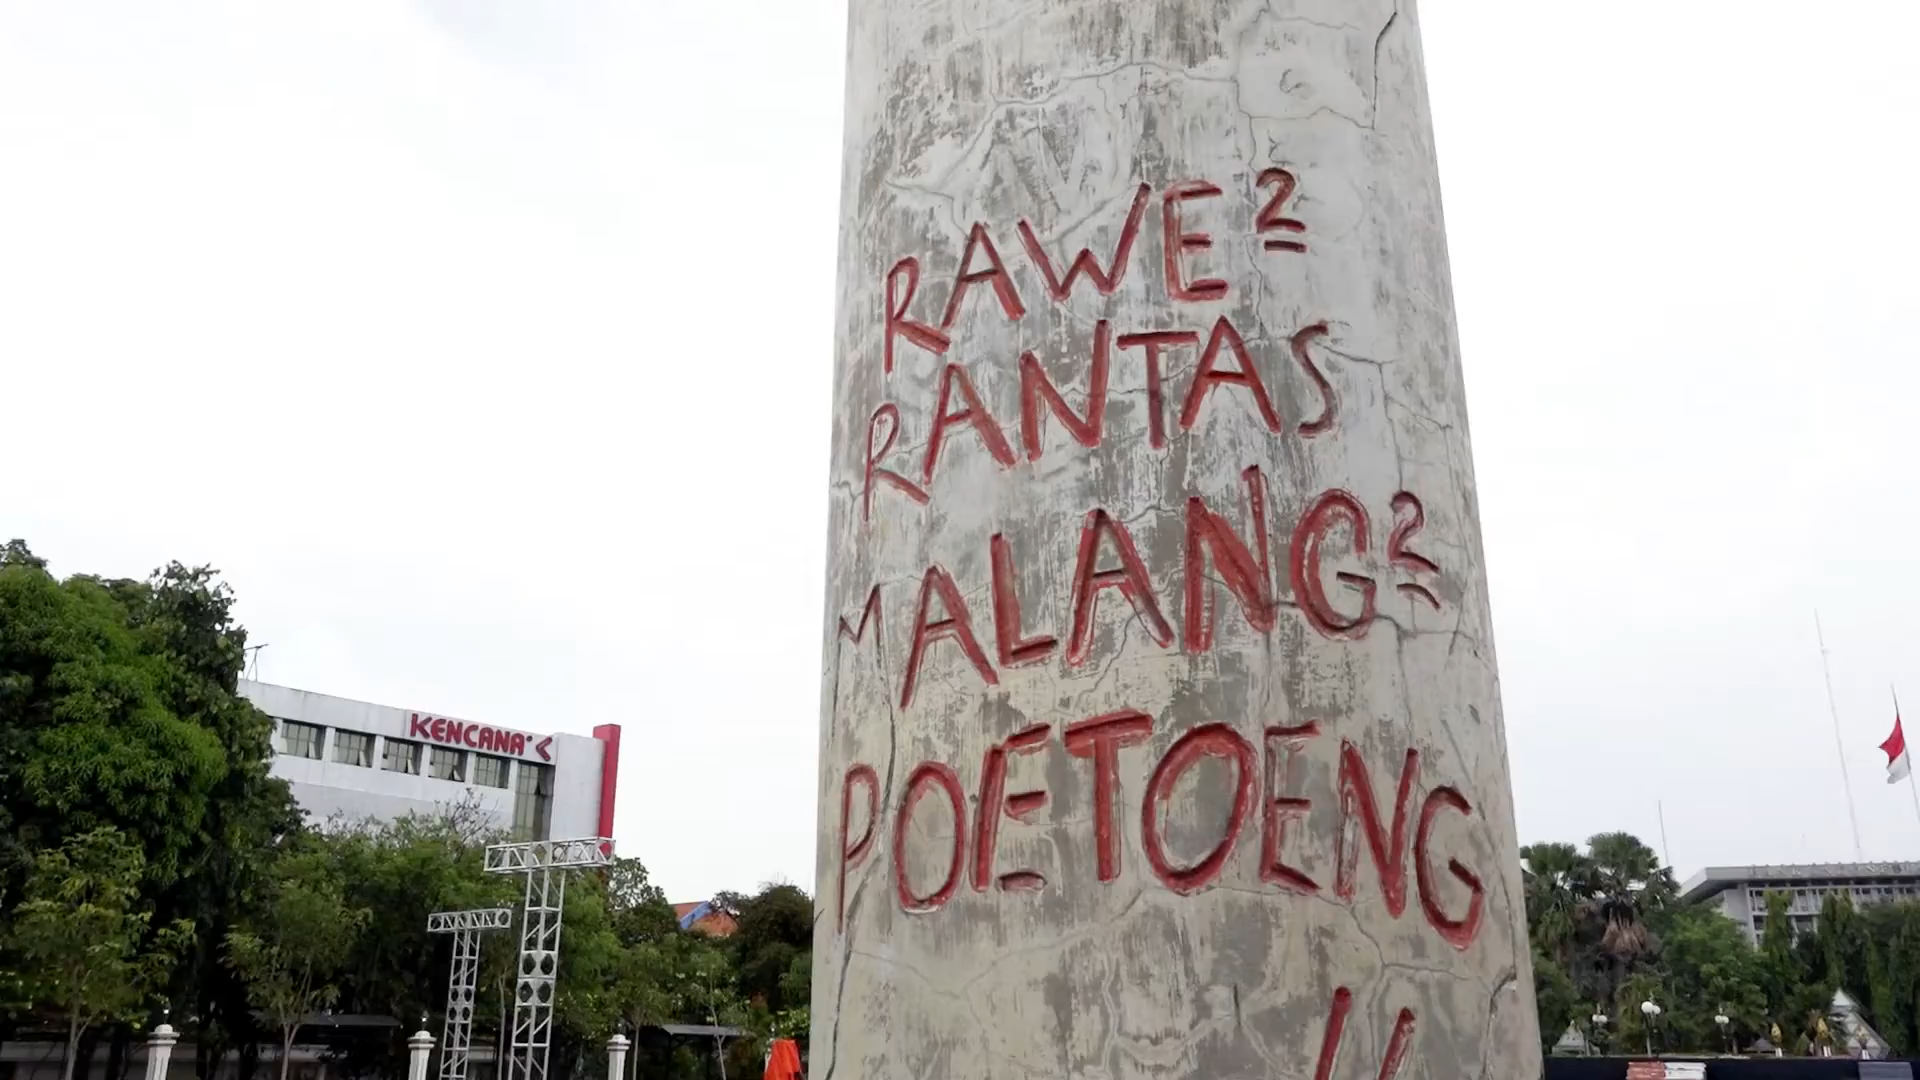 RAWE²
RANTAS
MALANG²
POETOENG
!!
KENCANA